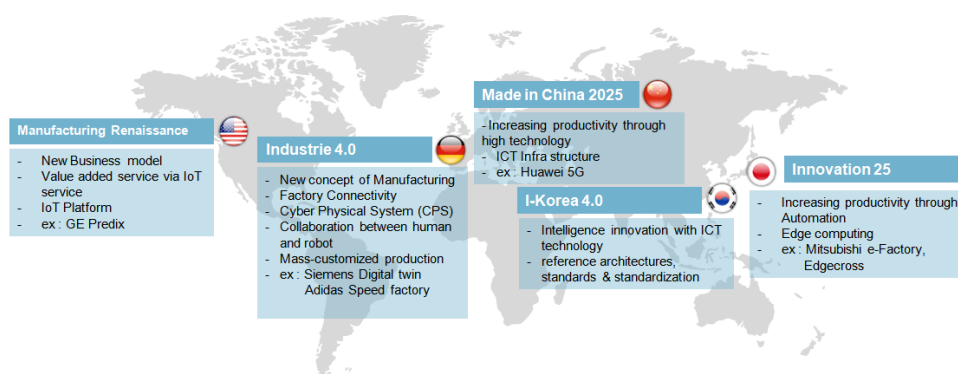 Manufacturing Renaissance
- New Business model
- Value added service via IoT
service
- IoT Platform
- ex : GE Predix
Industrie 4.0
- New concept of Manufacturing
- Factory Connectivity
- Cyber Physical System (CPS)
- Collaboration between human
and robot
- Mass-customized production
- ex : Siemens Digital twin
Adidas Speed factory
Made in China 2025
-Increasing productivity through
high technology
- ICT Infra structure
- ex : Huawei 5G
I-Korea 4.0
- Intelligence innovation with ICT
technology
- reference architectures,
standards & standardization
Innovation 25
- Increasing productivity through
Automation
- Edge computing
- ex : Mitsubishi e-Factory,
Edgecross